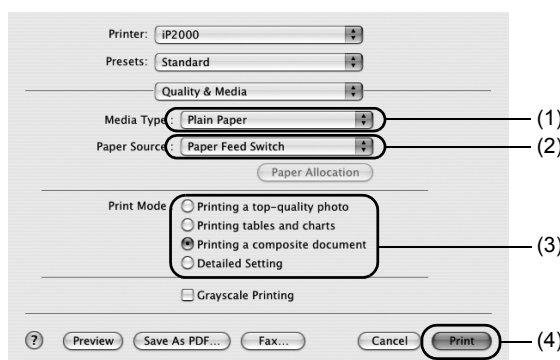 Printer: iP2000
Presets: Standard
Quality & Media
Media Type: Plain Paper (1)
Paper Source: Paper Feed Switch (2)
Paper Allocation
Print Mode Printing a top-quality photo
Printing tables and charts
Printing a composite document (3)
Detailed Setting
Grayscale Printing
? Preview Save As PDF... Fax... Cancel Print (4)